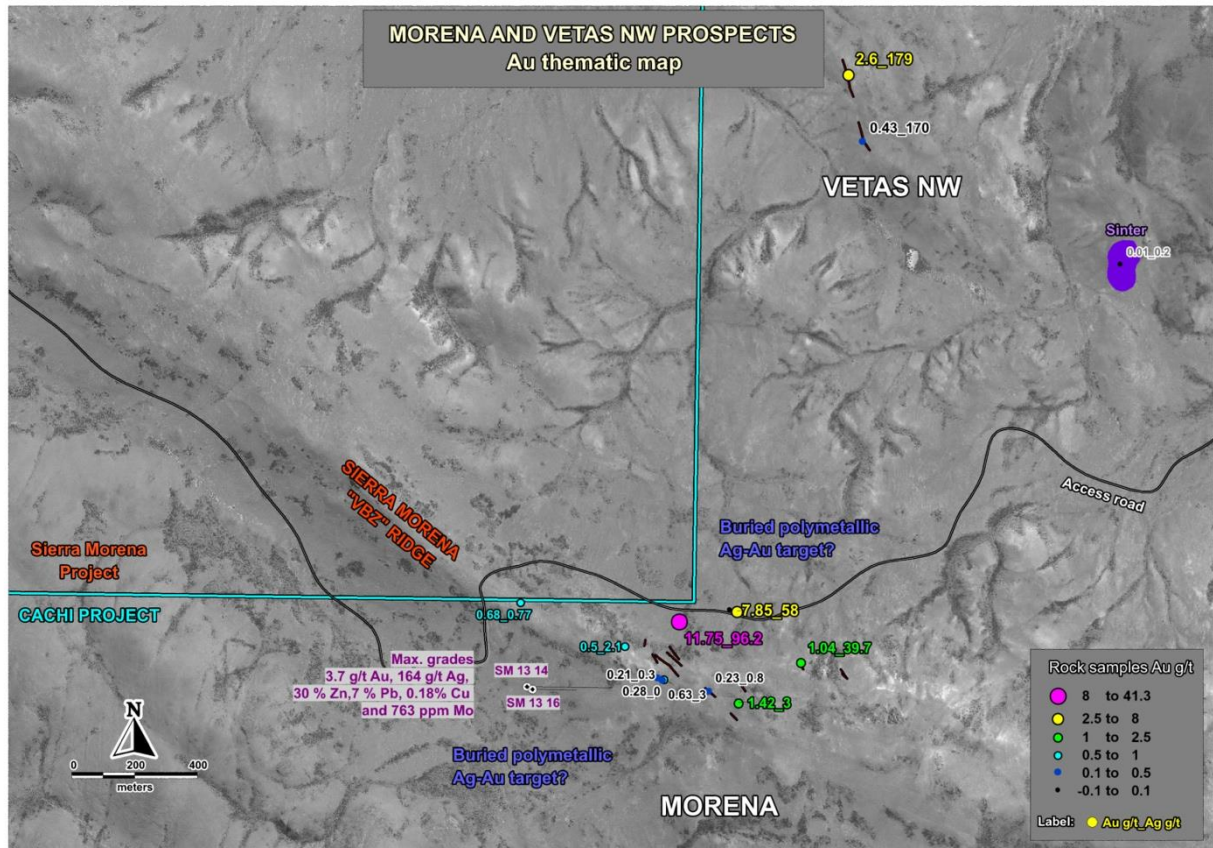 MORENA AND VETAS NW PROSPECTS
Au thematic map
2.6_179
0.43_170
VETAS NW
Sinter
0.01_0.2
SIERRA MORENA
"VBZ" RIDGE
Access road
Buried polymetallic
Ag-Au target?
Sierra Morena
Project
CACHI PROJECT
0.68_0.77
7.85_58
11.75_96.2
0.5_2.1
1.04_39.7
Max. grades
3.7 g/t Au, 164 g/t Ag,
30 % Zn,7 % Pb, 0.18% Cu
and 763 ppm Mo
SM 13 14
SM 13 16
0.21_0.3
0.28_0
0.63_3
0.23_0.8
1.42_3
N
0 200 400
meters
Buried polymetallic
Ag-Au target?
MORENA
Rock samples Au g/t
8 to 41.3
2.5 to 8
1 to 2.5
0.5 to 1
0.1 to 0.5
-0.1 to 0.1
Label: Au g/t_Ag g/t